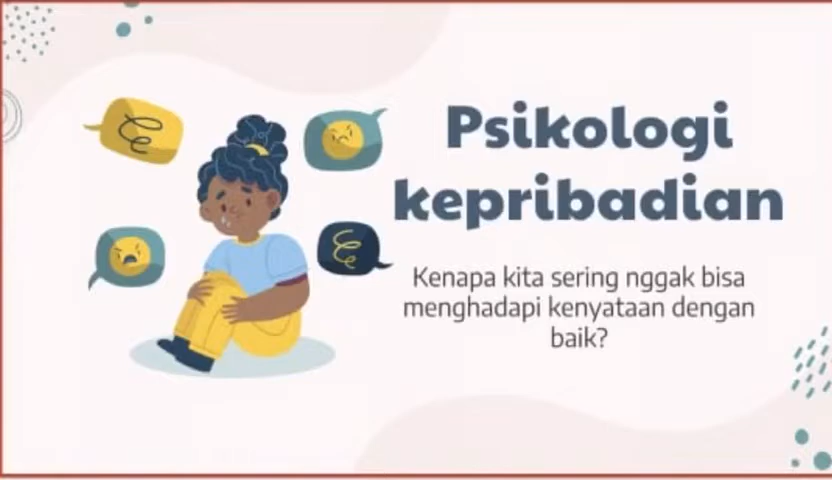 Psikologi
kepribadian
Kenapa kita sering nggak bisa
menghadapi kenyataan dengan
baik?